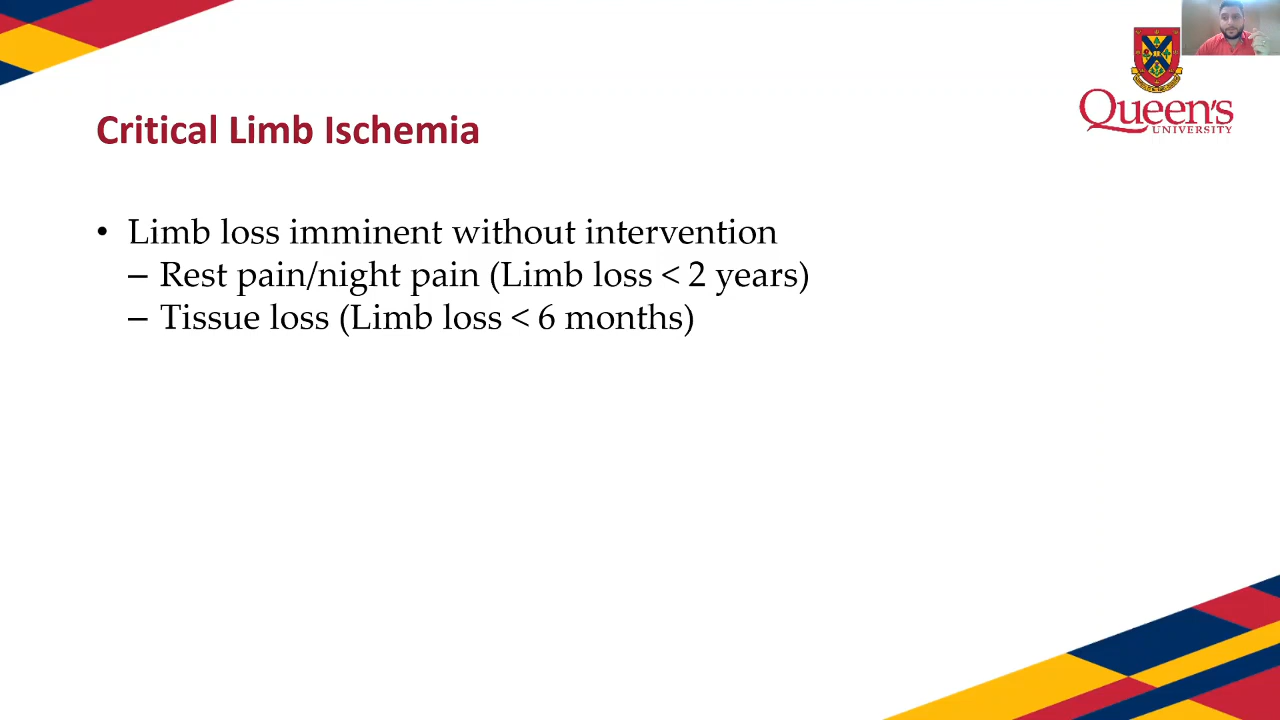 Queen's
UNIVERSITY
Critical Limb Ischemia
• Limb loss imminent without intervention
– Rest pain/night pain (Limb loss < 2 years)
– Tissue loss (Limb loss < 6 months)